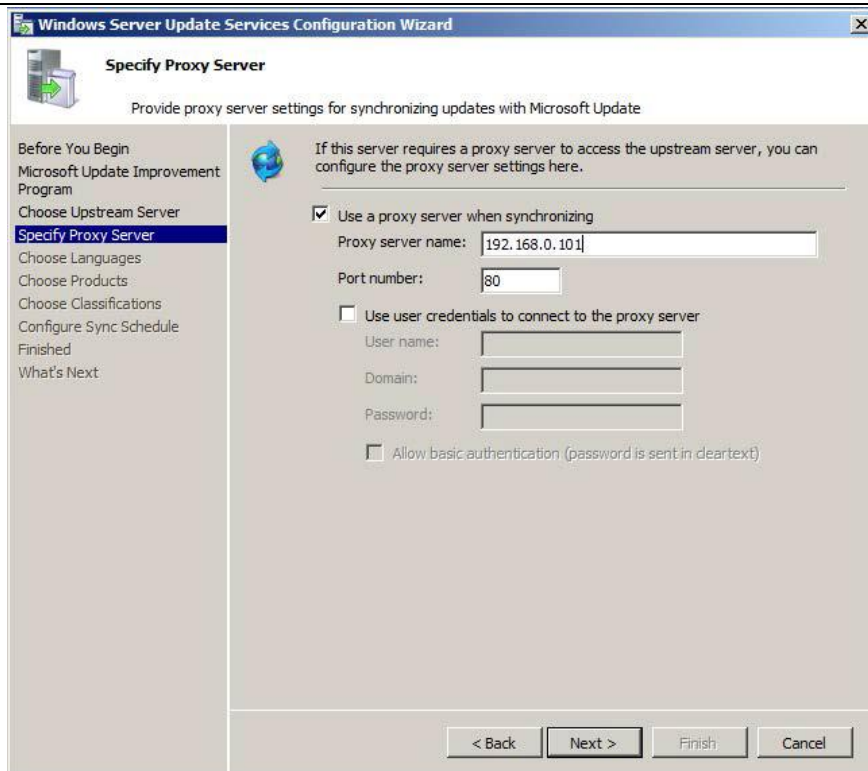 Windows Server Update Services Configuration Wizard
Specify Proxy Server
Provide proxy server settings for synchronizing updates with Microsoft Update
Before You Begin
Microsoft Update Improvement
Program
Choose Upstream Server
Specify Proxy Server
Choose Languages
Choose Products
Choose Classifications
Configure Sync Schedule
Finished
What's Next
If this server requires a proxy server to access the upstream server, you can
configure the proxy server settings here.
Use a proxy server when synchronizing
Proxy server name: 192.168.0.101
Port number: 80
Use user credentials to connect to the proxy server
User name:
Domain:
Password:
Allow basic authentication (password is sent in cleartext)
< Back Next > Finish Cancel